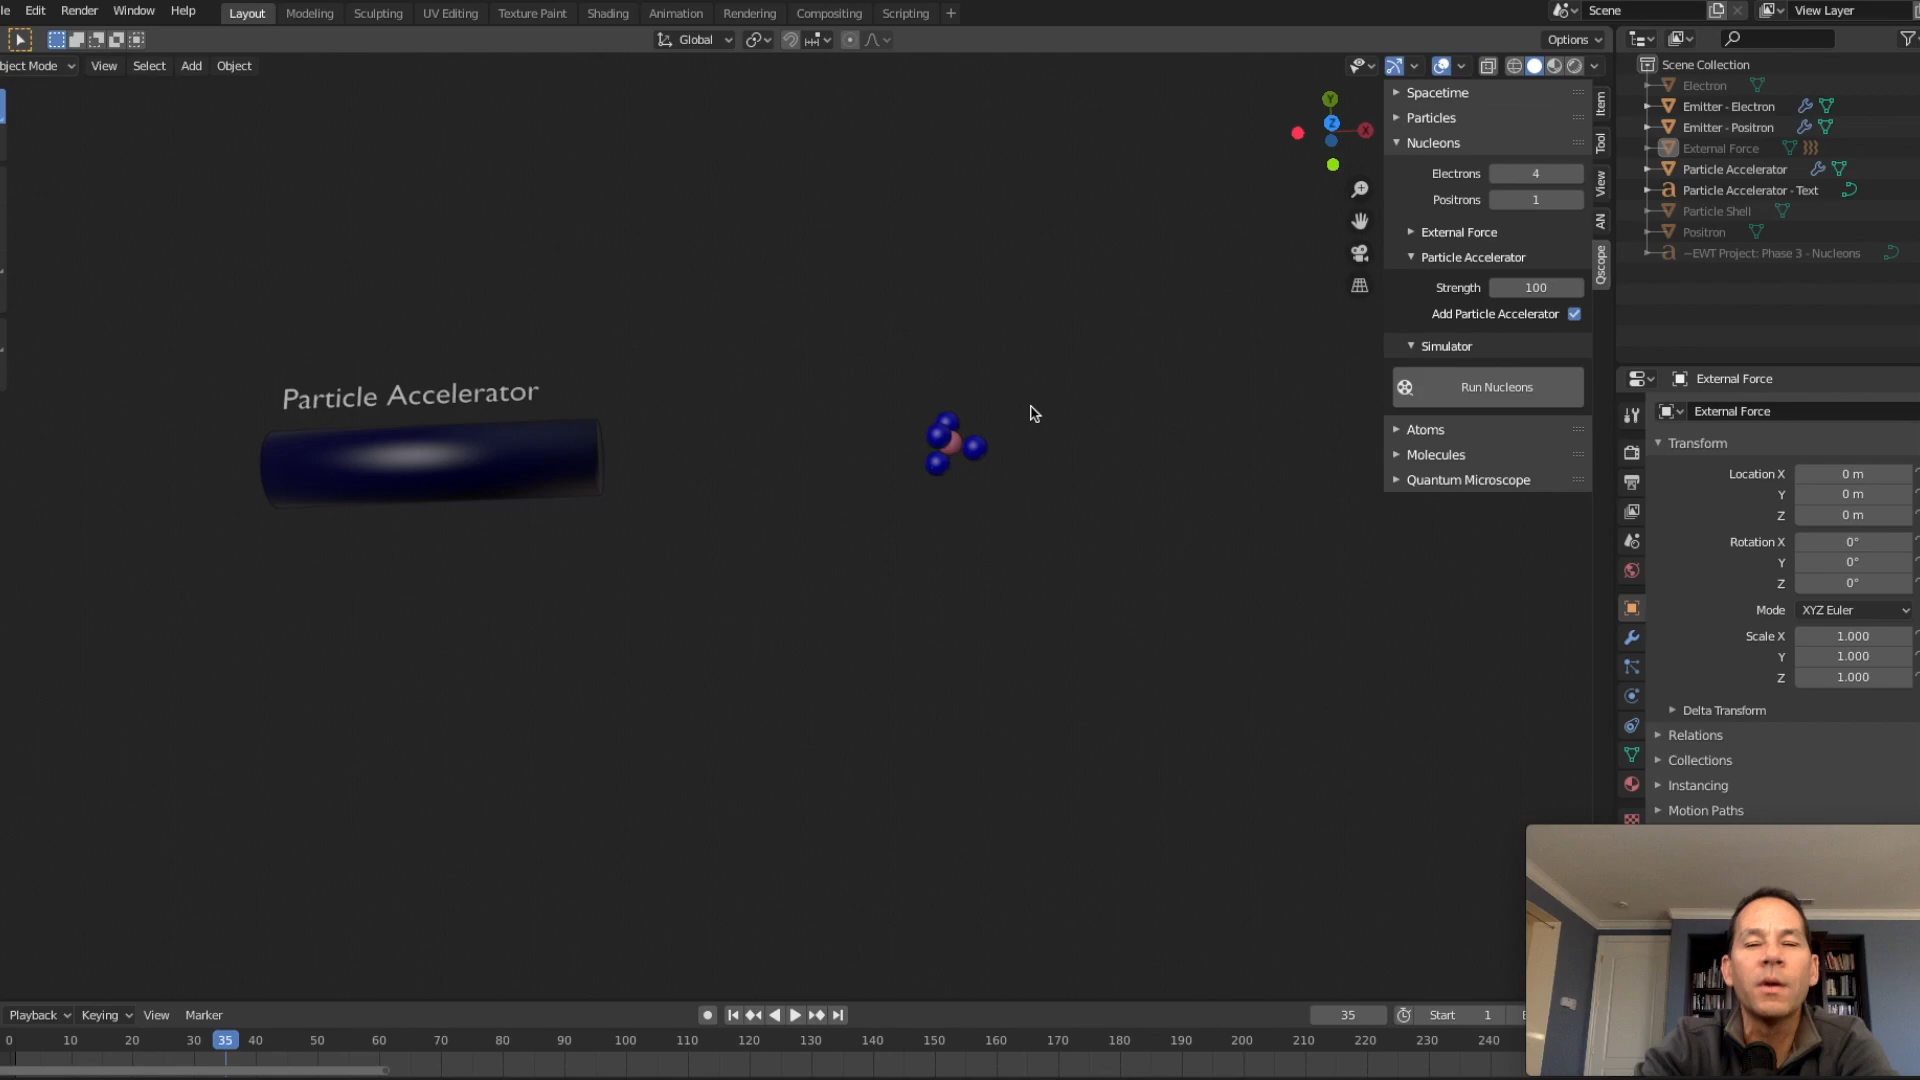 le Edit Render Window Help Layout Modeling Sculpting UV Editing Texture Paint Shading Animation Rendering Compositing Scripting + Scene View Layer
Global Options
bject Mode View Select Add Object
Scene Collection
Electron
Emitter - Electron
Emitter - Positron
External Force
Particle Accelerator
Particle Accelerator - Text
Particle Shell
Positron
~EWT Project: Phase 3 - Nucleons
Y
Z
X
Spacetime
Particles
Nucleons
Electrons 4
Positrons 1
External Force
Particle Accelerator
Strength 100
Add Particle Accelerator
Simulator
Run Nucleons
Atoms
Molecules
Quantum Microscope
Item
Tool
View
AN
Qscope
Particle Accelerator
External Force
External Force
Transform
Location X 0 m
Y 0 m
Z 0 m
Rotation X 0°
Y 0°
Z 0°
Mode XYZ Euler
Scale X 1.000
Y 1.000
Z 1.000
Delta Transform
Relations
Collections
Instancing
Motion Paths
Playback Keying View Marker 35 Start 1 E
0 10 20 30 35 40 50 60 70 80 90 100 110 120 130 140 150 160 170 180 190 200 210 220 230 240